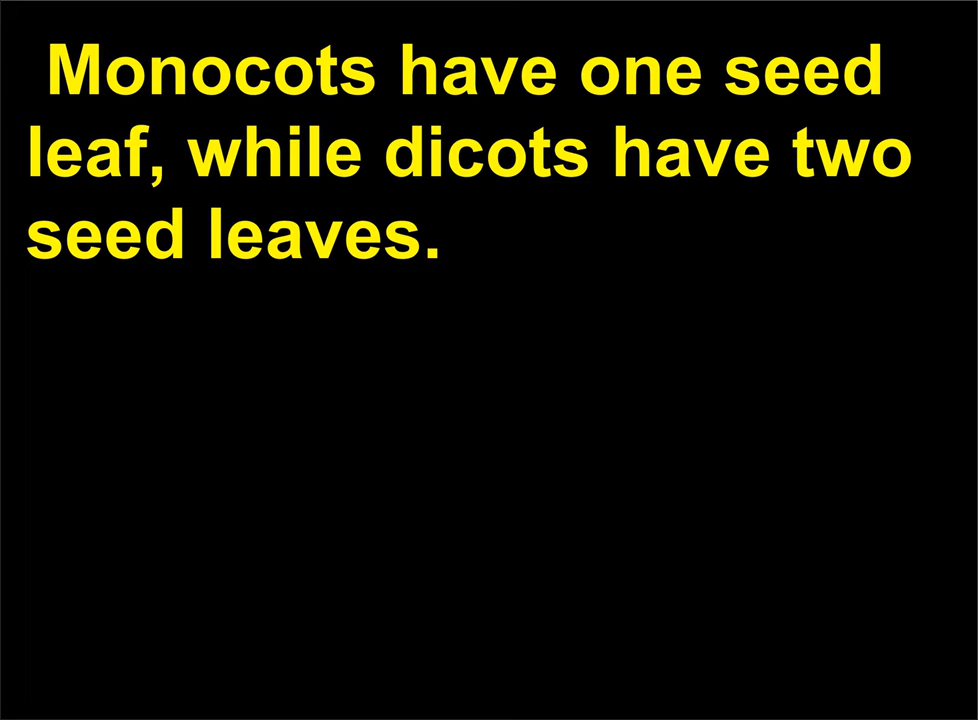 Monocots have one seed
leaf, while dicots have two
seed leaves.